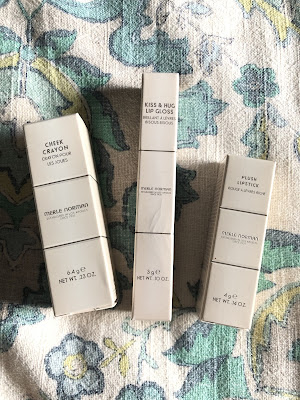 CHEEK
CRAYON
CRAYON POUR
LES JOUES
MERLE NORMAN
6.4g℮
NET WT. .23 OZ.
KISS & HUG
LIP GLOSS
BRILLANT À LÈVRES
BISOUS BISOUS
MERLE NORMAN
3g℮
NET WT. .10 OZ.
PLUSH
LIPSTICK
ROUGE À LÈVRES RICHE
MERLE NORMAN
4g℮
NET WT. .14 OZ.